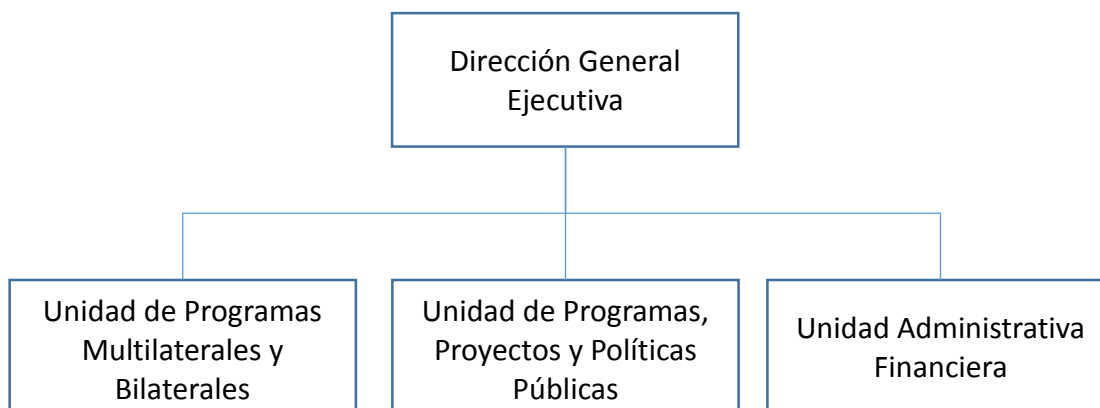 Dirección General
Ejecutiva
Unidad de Programas
Multilaterales y
Bilaterales
Unidad de Programas,
Proyectos y Políticas
Públicas
Unidad Administrativa
Financiera